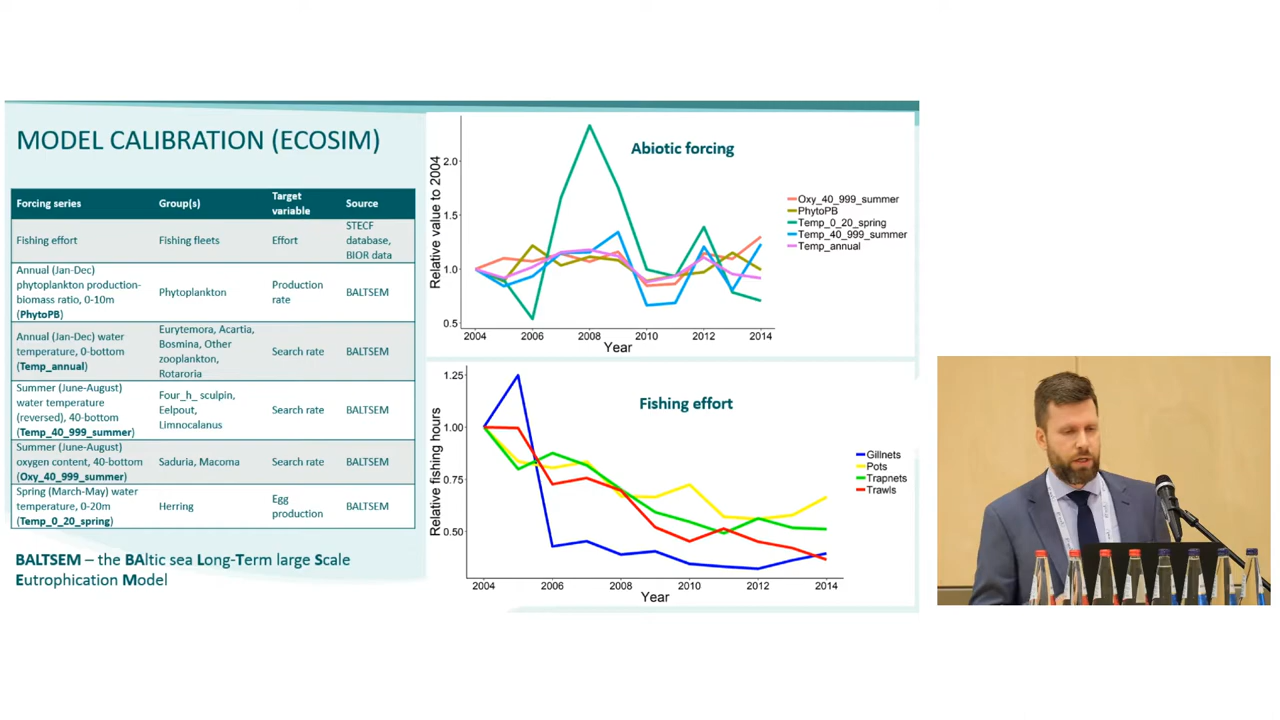 MODEL CALIBRATION (ECOSIM)
Forcing series
Group(s)
Target
variable
Source
Fishing effort
Fishing fleets
Effort
STECF
database,
BIOR data
Annual (Jan-Dec)
phytoplankton production-
biomass ratio, 0-10m
(PhytoPB)
Phytoplankton
Production
rate
BALTSEM
Annual (Jan-Dec) water
temperature, 0-bottom
(Temp_annual)
Eurytemora, Acartia,
Bosmina, Other
zooplankton,
Rotaroria
Search rate
BALTSEM
Summer (June-August)
water temperature
(reversed), 40-bottom
(Temp_40_999_summer)
Four_h_ sculpin,
Eelpout,
Limnocalanus
Search rate
BALTSEM
Summer (June-August)
oxygen content, 40-bottom
(Oxy_40_999_summer)
Saduria, Macoma
Search rate
BALTSEM
Spring (March-May) water
temperature, 0-20m
(Temp_0_20_spring)
Herring
Egg
production
BALTSEM
BALTSEM – the BAltic sea Long-Term large Scale
Eutrophication Model
Abiotic forcing
Relative value to 2004
2.0
1.5
1.0
0.5
2004 2006 2008 2010 2012 2014
Year
Oxy_40_999_summer
PhytoPB
Temp_0_20_spring
Temp_40_999_summer
Temp_annual
Fishing effort
Relative fishing hours
1.25
1.00
0.75
0.50
2004 2006 2008 2010 2012 2014
Year
Gillnets
Pots
Trapnets
Trawls